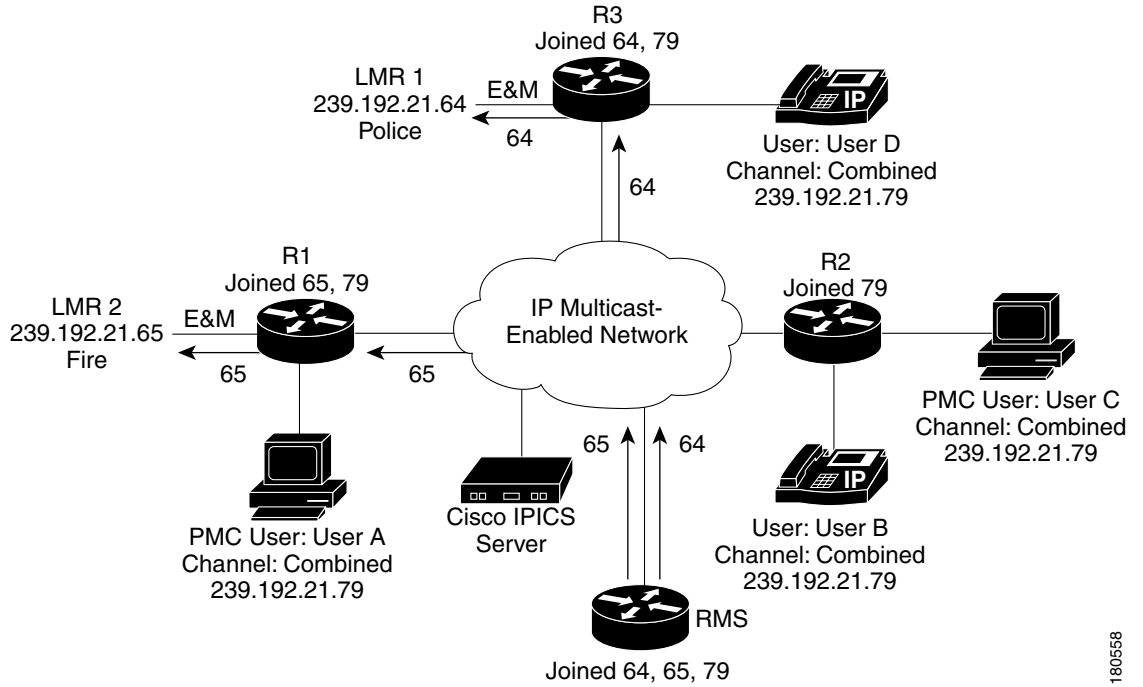 R3
Joined 64, 79
LMR 1
239.192.21.64
Police
E&M
64
IP
User: User D
Channel: Combined
239.192.21.79
64
R1
Joined 65, 79
LMR 2
239.192.21.65
Fire
E&M
65
65
IP Multicast-
Enabled Network
R2
Joined 79
PMC User: User C
Channel: Combined
239.192.21.79
65
64
PMC User: User A
Channel: Combined
239.192.21.79
Cisco IPICS
Server
IP
User: User B
Channel: Combined
239.192.21.79
RMS
Joined 64, 65, 79
180558